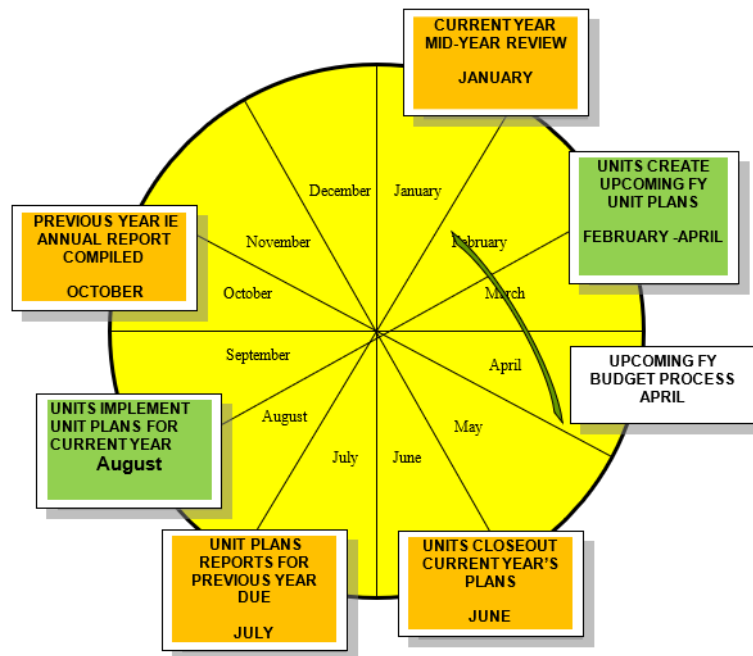 CURRENT YEAR
MID-YEAR REVIEW
JANUARY
UNITS CREATE
UPCOMING FY
UNIT PLANS
FEBRUARY -APRIL
December
January
PREVIOUS YEAR IE
ANNUAL REPORT
COMPILED
OCTOBER
November
February
October
March
September
April
UPCOMING FY
BUDGET PROCESS
APRIL
UNITS IMPLEMENT
UNIT PLANS FOR
CURRENT YEAR
August
August
May
July
June
UNIT PLANS
REPORTS FOR
PREVIOUS YEAR
DUE
JULY
UNITS CLOSEOUT
CURRENT YEAR'S
PLANS
JUNE